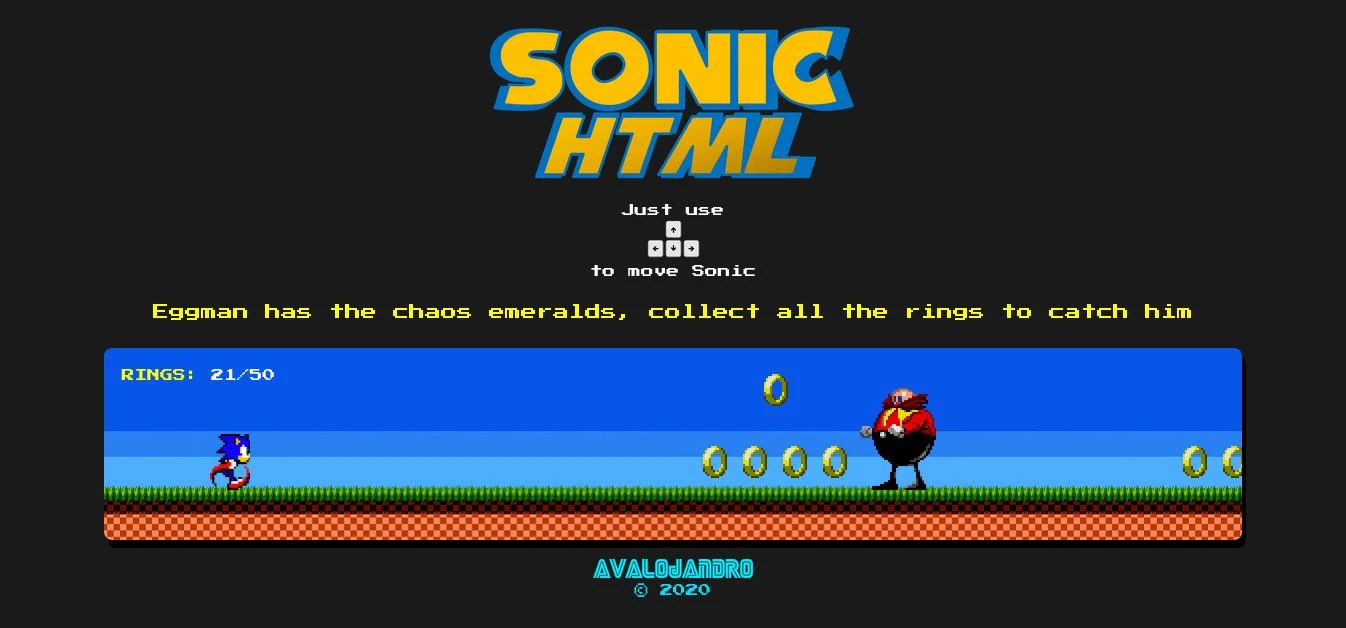 SONIC
HTML
Just use
↑
← ↓ →
to move Sonic
Eggman has the chaos emeralds, collect all the rings to catch him
RINGS: 21/50
AVALOJANDRO
© 2020